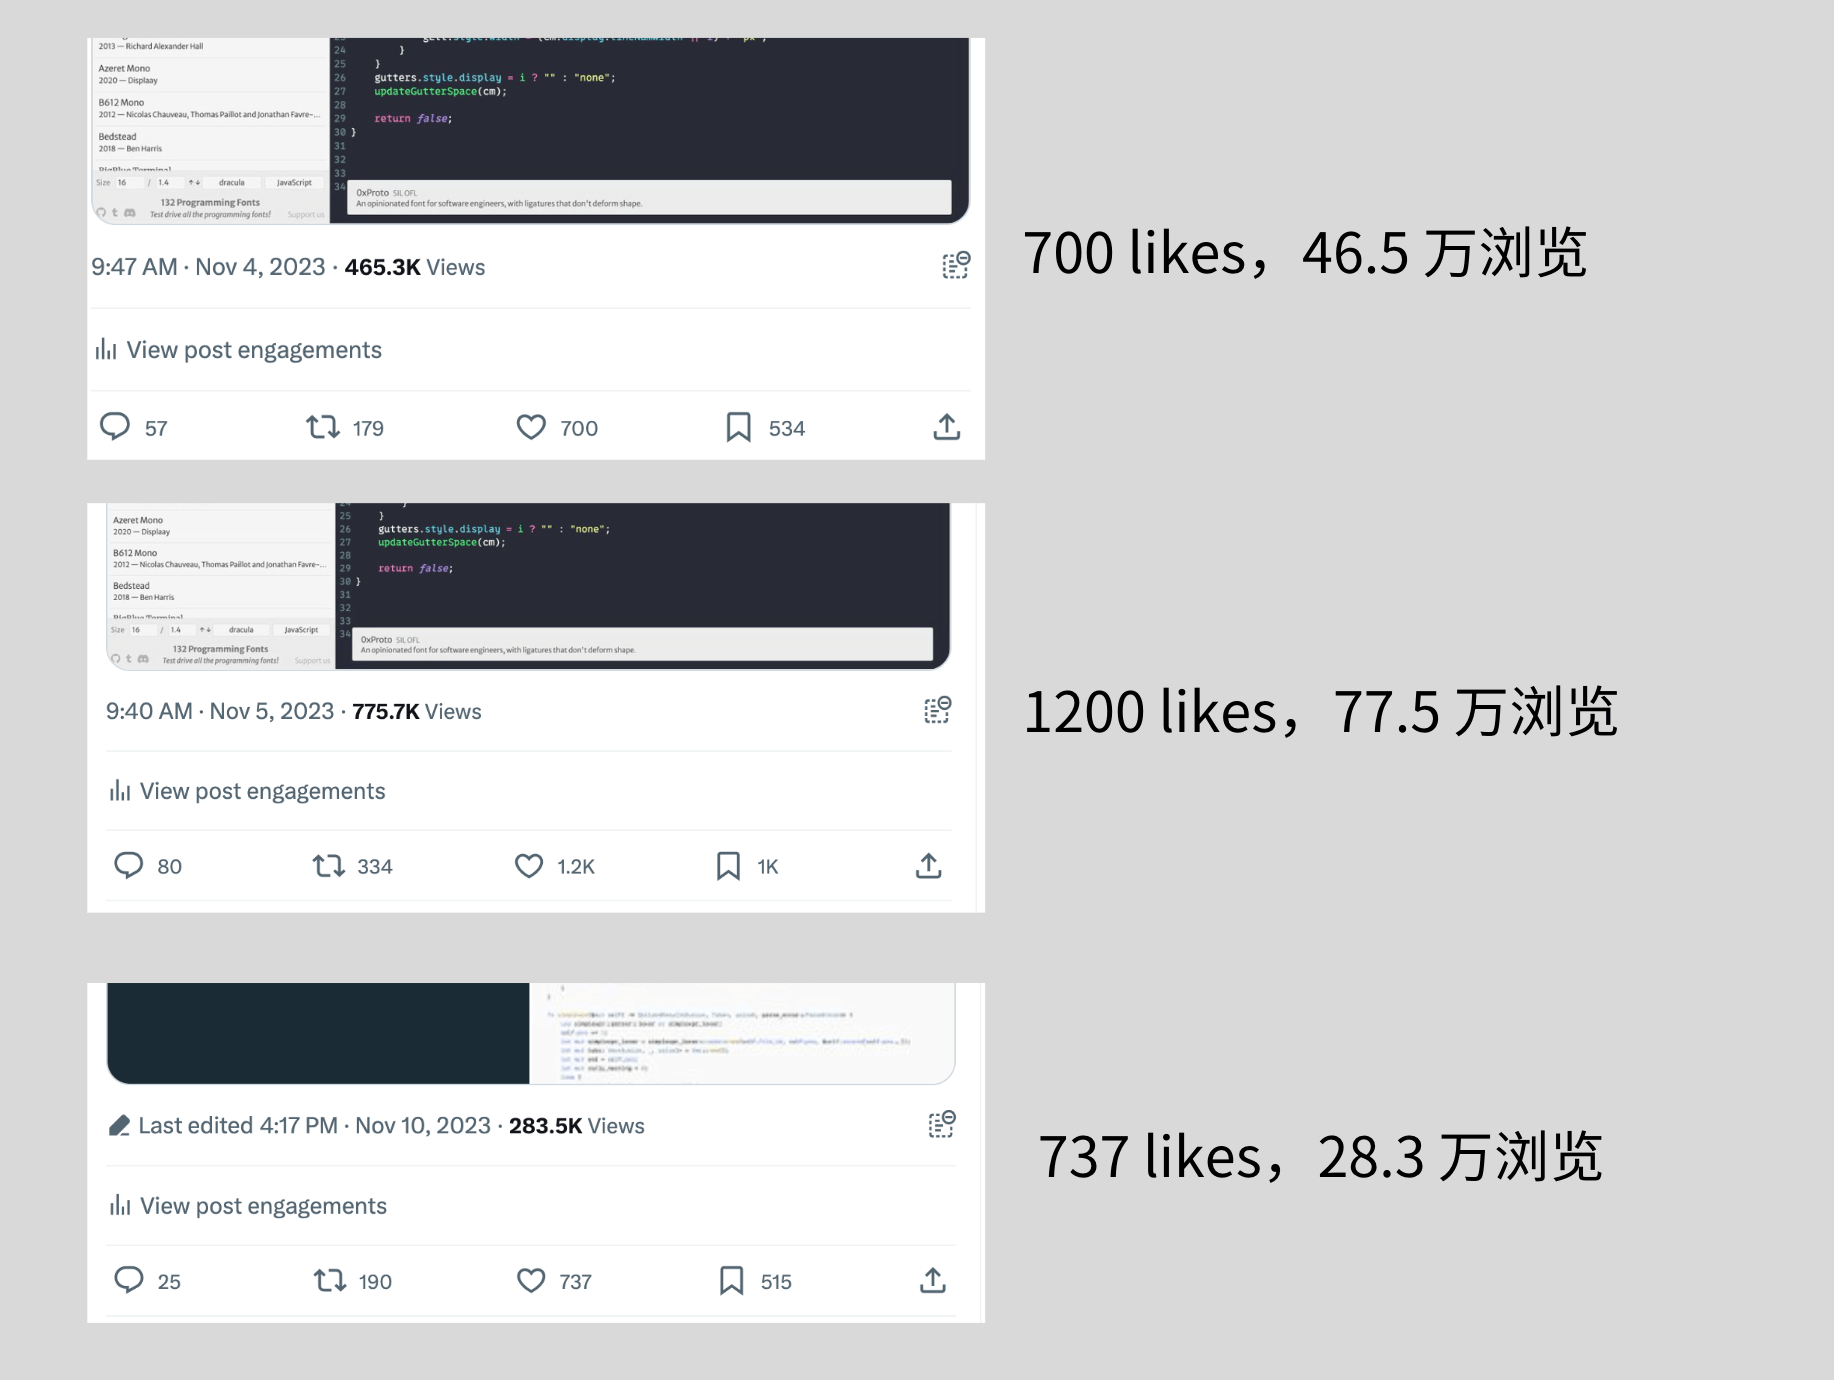 2013 — Richard Alexander Hall
Azeret Mono
2020 — Displaay
B612 Mono
2012 — Nicolas Chauveau, Thomas Paillot and Jonathan Favre-...
Bedstead
2018 — Ben Harris
BigBlue Terminal
Size 16 / 1.4 dracula JavaScript
132 Programming Fonts
Test drive all the programming fonts! Support us
24 }
25 }
26 gutters.style.display = i ? "" : "none";
27 updateGutterSpace(cm);
28
29 return false;
30 }
31
32
33
34
0xProto SIL OFL
An opinionated font for software engineers, with ligatures that don't deform shape.
9:47 AM · Nov 4, 2023 · 465.3K Views
View post engagements
57 179 700 534
700 likes，46.5 万浏览
Azeret Mono
2020 — Displaay
B612 Mono
2012 — Nicolas Chauveau, Thomas Paillot and Jonathan Favre-...
Bedstead
2018 — Ben Harris
BigBlue Terminal
Size 16 / 1.4 dracula JavaScript
132 Programming Fonts
Test drive all the programming fonts! Support us
24 }
25 }
26 gutters.style.display = i ? "" : "none";
27 updateGutterSpace(cm);
28
29 return false;
30 }
31
32
33
34
0xProto SIL OFL
An opinionated font for software engineers, with ligatures that don't deform shape.
9:40 AM · Nov 5, 2023 · 775.7K Views
View post engagements
80 334 1.2K 1K
1200 likes，77.5 万浏览
Last edited 4:17 PM · Nov 10, 2023 · 283.5K Views
View post engagements
25 190 737 515
737 likes，28.3 万浏览